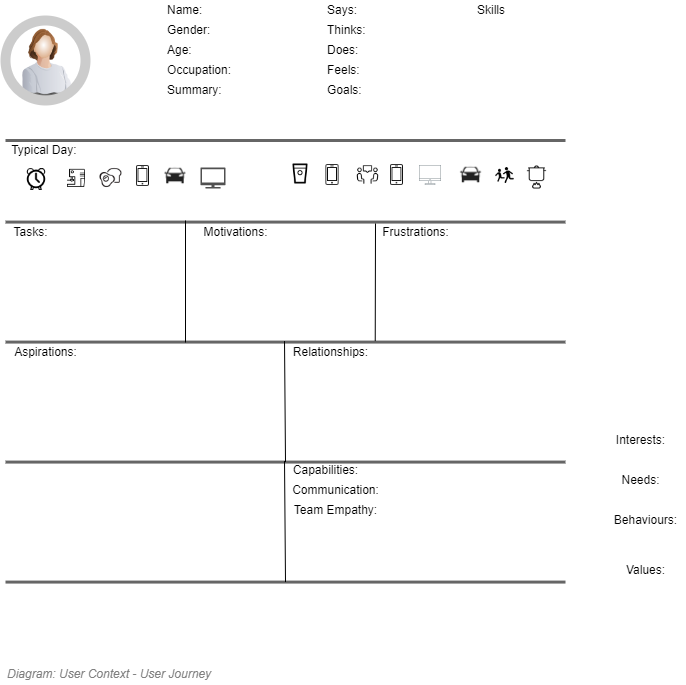 Name:
Gender:
Age:
Occupation:
Summary:
Says:
Thinks:
Does:
Feels:
Goals:
Skills
Typical Day:
Tasks:
Motivations:
Frustrations:
Aspirations:
Relationships:
Capabilities:
Communication:
Team Empathy:
Interests:
Needs:
Behaviours:
Values:
Diagram: User Context - User Journey